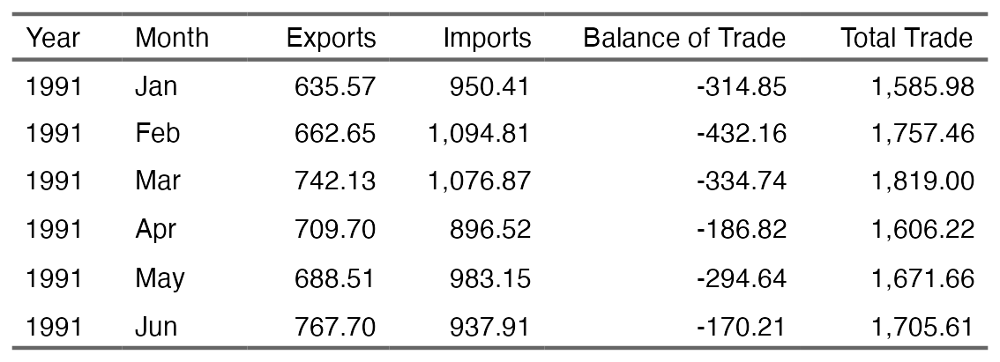 Year Month Exports Imports Balance of Trade Total Trade
1991 Jan 635.57 950.41 -314.85 1,585.98
1991 Feb 662.65 1,094.81 -432.16 1,757.46
1991 Mar 742.13 1,076.87 -334.74 1,819.00
1991 Apr 709.70 896.52 -186.82 1,606.22
1991 May 688.51 983.15 -294.64 1,671.66
1991 Jun 767.70 937.91 -170.21 1,705.61